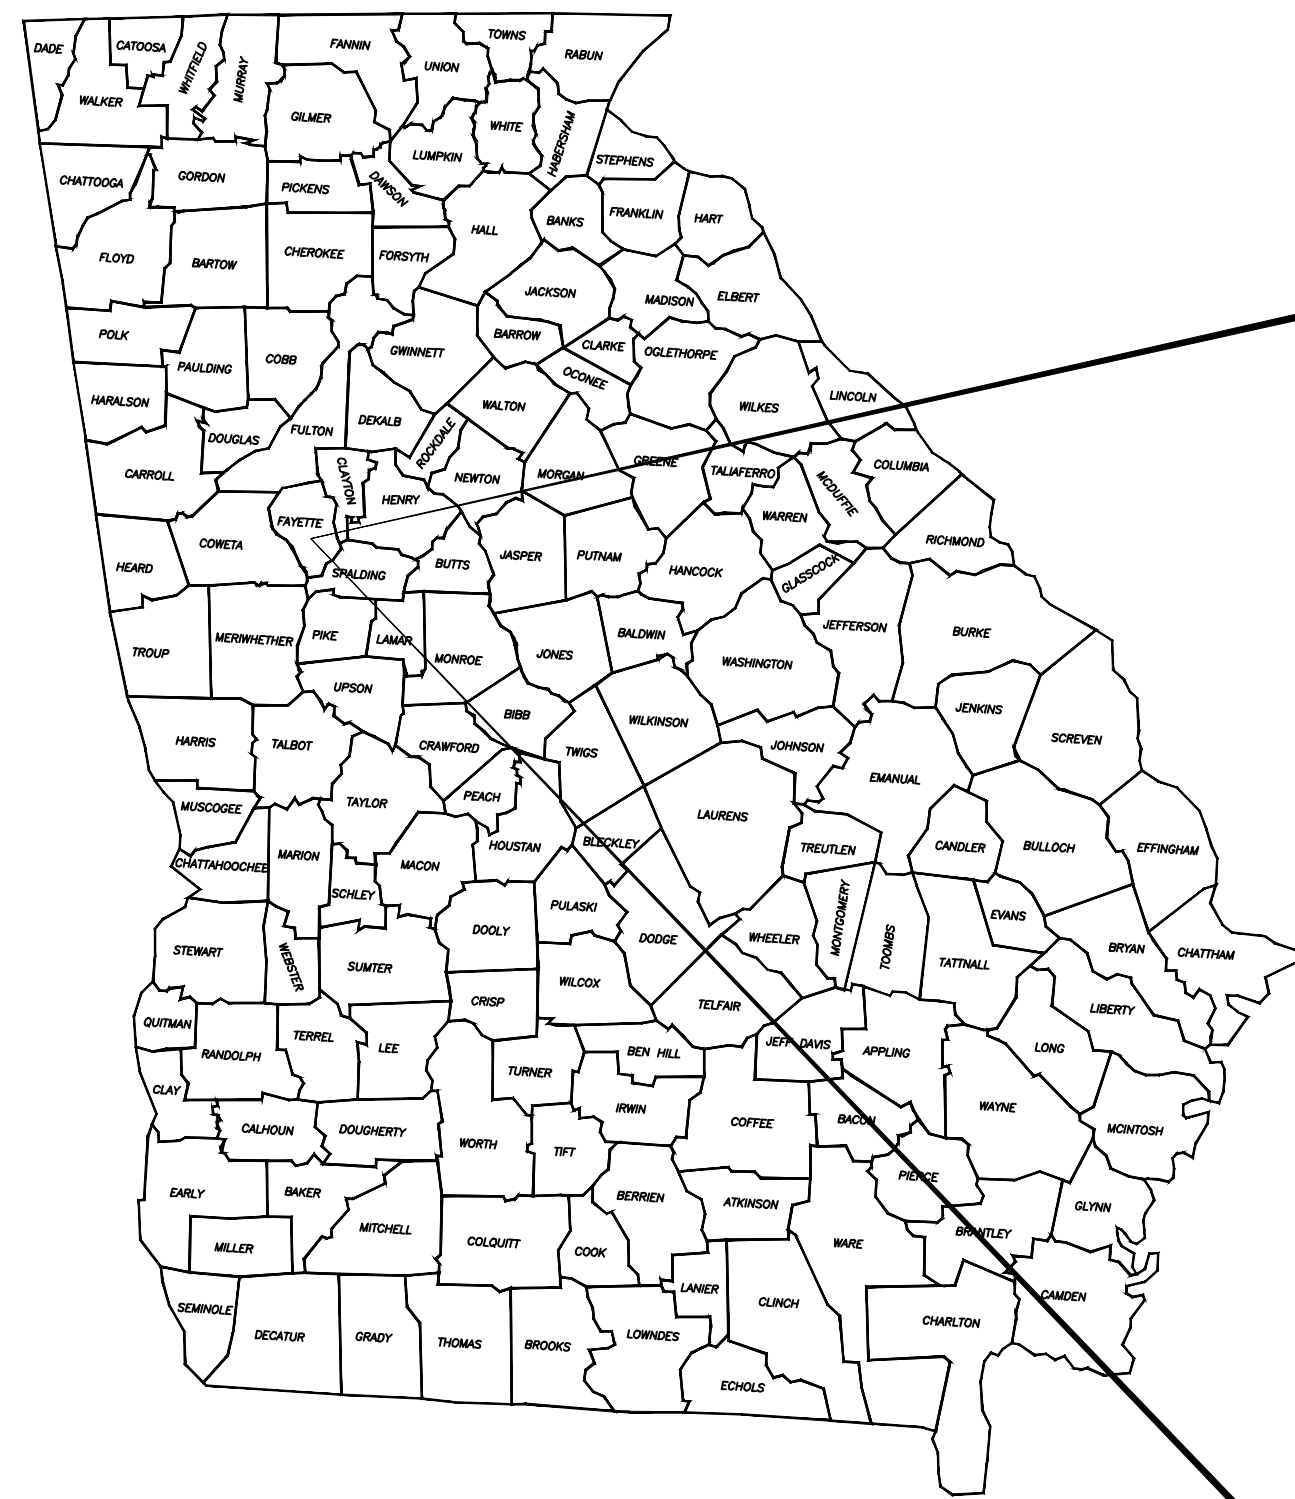 DADE
CATOOSA
WHITFIELD
MURRAY
FANNIN
UNION
TOWNS
RABUN
WALKER
GILMER
LUMPKIN
WHITE
HABERSHAM
STEPHENS
CHATTOOGA
GORDON
PICKENS
DAWSON
HALL
BANKS
FRANKLIN
HART
FLOYD
BARTOW
CHEROKEE
FORSYTH
JACKSON
MADISON
ELBERT
POLK
PAULDING
COBB
GWINNETT
BARROW
CLARKE
OGLETHORPE
OCONEE
HARALSON
DOUGLAS
FULTON
DEKALB
ROCKDALE
WALTON
WILKES
LINCOLN
CARROLL
CLAYTON
HENRY
NEWTON
MORGAN
GREENE
TALIAFERRO
MCDUFFIE
COLUMBIA
FAYETTE
COWETA
WARREN
RICHMOND
HEARD
SPALDING
BUTTS
JASPER
PUTNAM
HANCOCK
GLASSCOCK
TROUP
MERIWHETHER
PIKE
LAMAR
MONROE
JONES
BALDWIN
WASHINGTON
JEFFERSON
BURKE
UPSON
BIBB
WILKINSON
JENKINS
SCREVEN
HARRIS
TALBOT
CRAWFORD
TWIGS
JOHNSON
EMANUAL
MUSCOGEE
TAYLOR
PEACH
LAURENS
CHATTAHOOCHEE
MARION
MACON
HOUSTAN
BLECKLEY
TREUTLEN
CANDLER
BULLOCH
EFFINGHAM
SCHLEY
PULASKI
MONTGOMERY
EVANS
STEWART
WEBSTER
SUMTER
DOOLY
DODGE
WHEELER
TOOMBS
TATTNALL
BRYAN
CHATTHAM
QUITMAN
CRISP
WILCOX
TELFAIR
LIBERTY
RANDOLPH
TERREL
LEE
BEN HILL
JEFF DAVIS
APPLING
LONG
CLAY
TURNER
IRWIN
COFFEE
BACON
WAYNE
MCINTOSH
CALHOUN
DOUGHERTY
WORTH
TIFT
EARLY
BAKER
BERRIEN
ATKINSON
PIERCE
GLYNN
MITCHELL
MILLER
COLQUITT
COOK
WARE
BRANTLEY
SEMINOLE
LANIER
CLINCH
CAMDEN
DECATUR
GRADY
THOMAS
BROOKS
LOWNDES
CHARLTON
ECHOLS